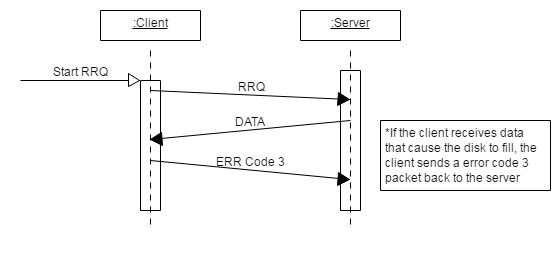 :Client
:Server
Start RRQ
RRQ
DATA
ERR Code 3
*If the client receives data
that cause the disk to fill, the
client sends a error code 3
packet back to the server